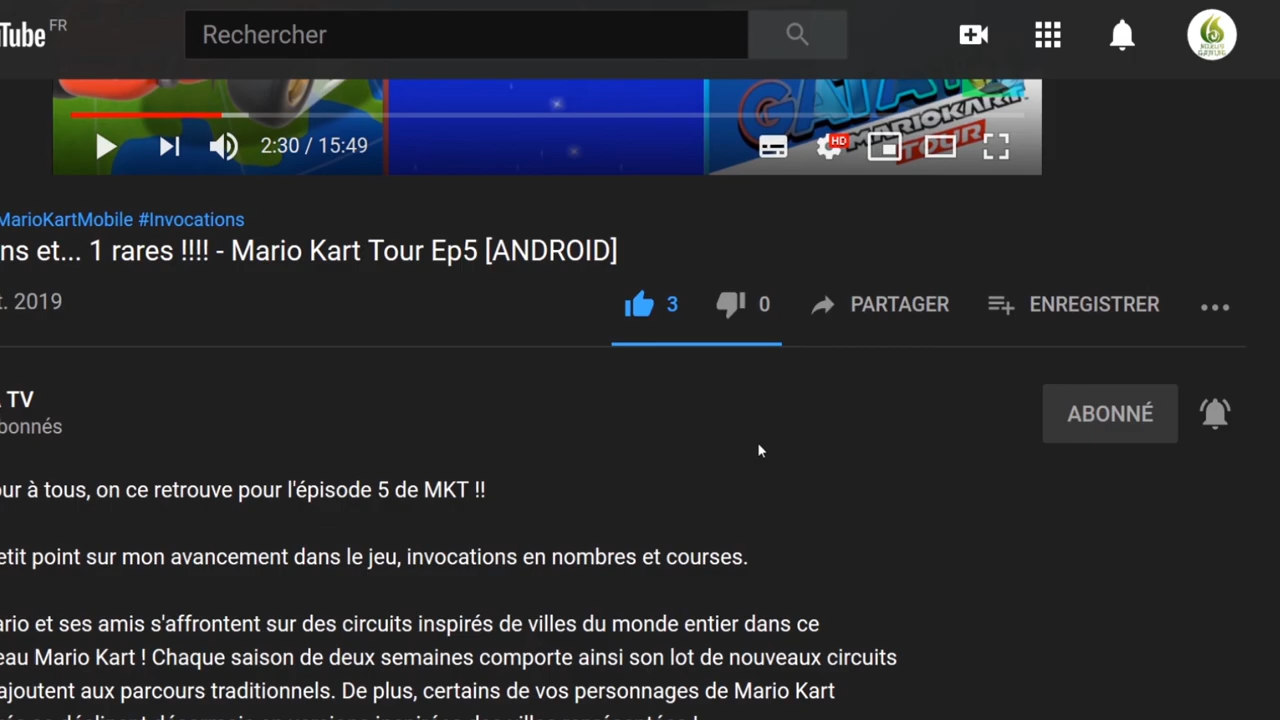 Tube FR
Rechercher
MARIOKART
TOUR
2:30 / 15:49
HD
MarioKartMobile #Invocations
ns et... 1 rares !!!! - Mario Kart Tour Ep5 [ANDROID]
t. 2019
3
0
PARTAGER
ENREGISTRER
TV
bonnés
ABONNÉ
ur à tous, on ce retrouve pour l'épisode 5 de MKT !!
etit point sur mon avancement dans le jeu, invocations en nombres et courses.
ario et ses amis s'affrontent sur des circuits inspirés de villes du monde entier dans ce
eau Mario Kart ! Chaque saison de deux semaines comporte ainsi son lot de nouveaux circuits
ajoutent aux parcours traditionnels. De plus, certains de vos personnages de Mario Kart